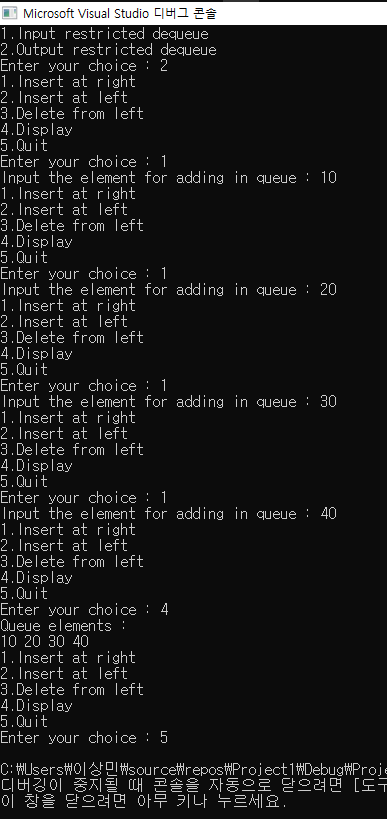 Microsoft Visual Studio 디버그 콘솔
1.Input restricted dequeue
2.Output restricted dequeue
Enter your choice : 2
1.Insert at right
2.Insert at left
3.Delete from left
4.Display
5.Quit
Enter your choice : 1
Input the element for adding in queue : 10
1.Insert at right
2.Insert at left
3.Delete from left
4.Display
5.Quit
Enter your choice : 1
Input the element for adding in queue : 20
1.Insert at right
2.Insert at left
3.Delete from left
4.Display
5.Quit
Enter your choice : 1
Input the element for adding in queue : 30
1.Insert at right
2.Insert at left
3.Delete from left
4.Display
5.Quit
Enter your choice : 1
Input the element for adding in queue : 40
1.Insert at right
2.Insert at left
3.Delete from left
4.Display
5.Quit
Enter your choice : 4
Queue elements :
10 20 30 40
1.Insert at right
2.Insert at left
3.Delete from left
4.Display
5.Quit
Enter your choice : 5
C:₩Users₩이상민₩source₩repos₩Project1₩Debug₩Proje
디버깅이 중지될 때 콘솔을 자동으로 닫으려면 [도구
이 창을 닫으려면 아무 키나 누르세요.